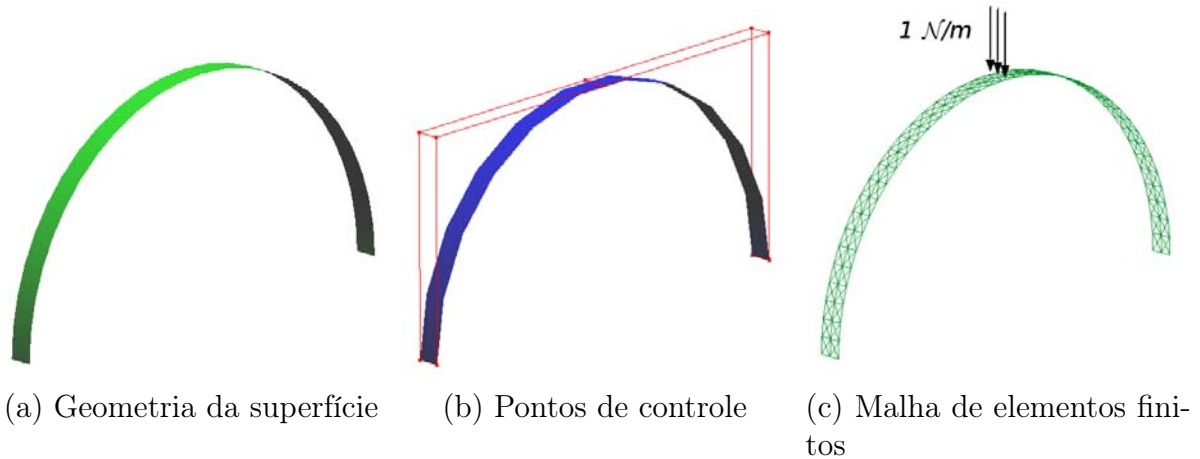 1 N/m
(a) Geometria da superfície
(b) Pontos de controle
(c) Malha de elementos fini-
tos